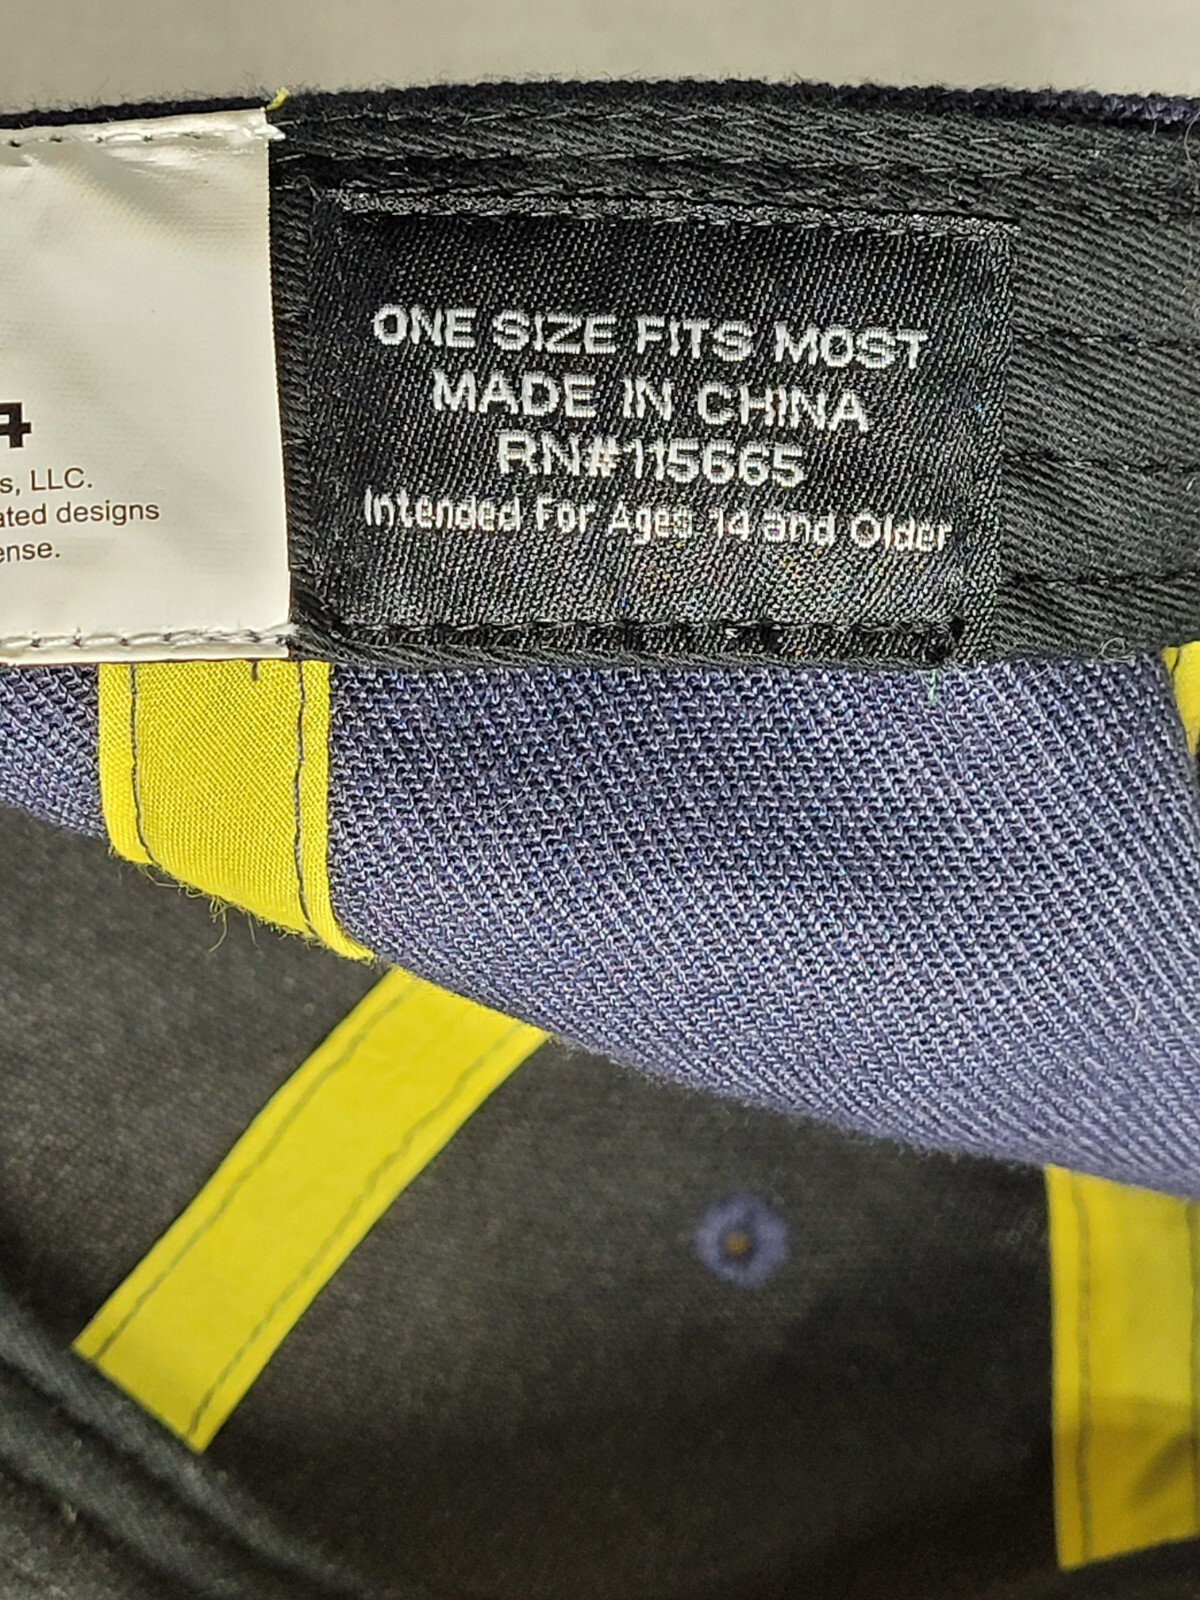 s, LLC.
ated designs
ense.
ONE SIZE FITS MOST
MADE IN CHINA
RN#115665
Intended For Ages 14 and Older